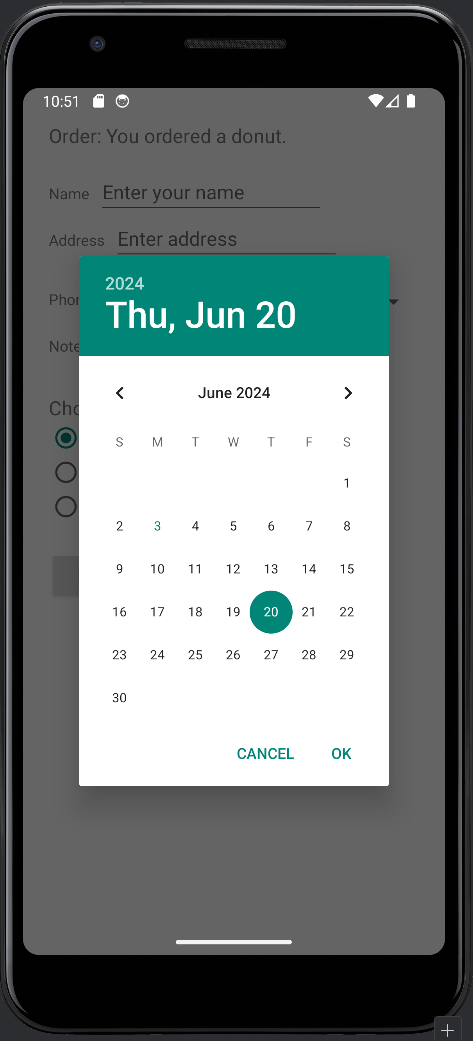 10:51
Order: You ordered a donut.
Name Enter your name
Address Enter address
2024
Thu, Jun 20
Phon
Note
June 2024
S M T W T F S
1
2 3 4 5 6 7 8
Cho
9 10 11 12 13 14 15
16 17 18 19 20 21 22
23 24 25 26 27 28 29
30
CANCEL OK